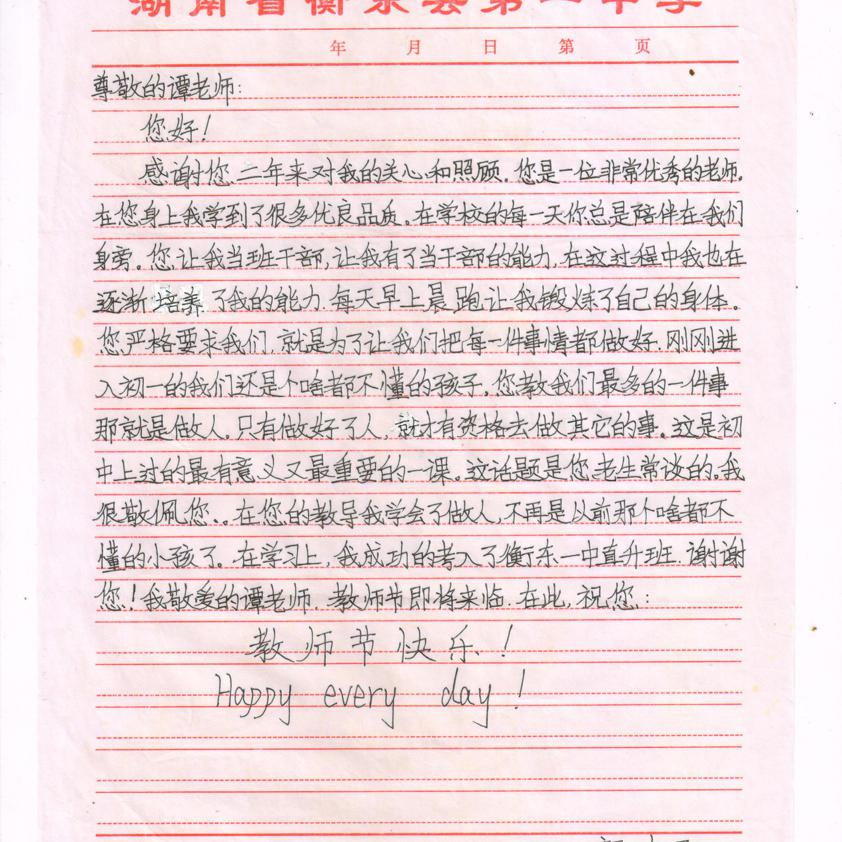 湖南省衡东县第一中学
年 月 日 第 页
尊敬的谭老师:
您好!
感谢您.二年来对我的关心和照顾.您是一位非常优秀的老师.
在您身上我学到了很多优良品质.在学校的每一天你总是陪伴在我们
身旁.您.让我当班干部,让我有了当干部的能力.在这过程中我也在
逐渐 培养 了我的能力.每天早上晨跑让我锻炼了自己的身体.
您严格要求我们,就是为了让我们把每一件事情都做好.刚刚进
入初一的我们还是个啥都不懂的孩子.您教我们最多的一件事
那就是做人.只有做好了人,就才有资格去做其它的事.这是初
中上过的最有意义又最重要的一课。这话题是您老生常谈的.我
很敬佩您..在您的教导我学会了做人,不再是以前那个啥都不
懂的小孩了.在学习上,我成功的考入了衡东一中直升班.谢谢
您!我敬爱的谭老师.教师节即将来临.在此,祝您:
教师节快乐!
Happy every day!